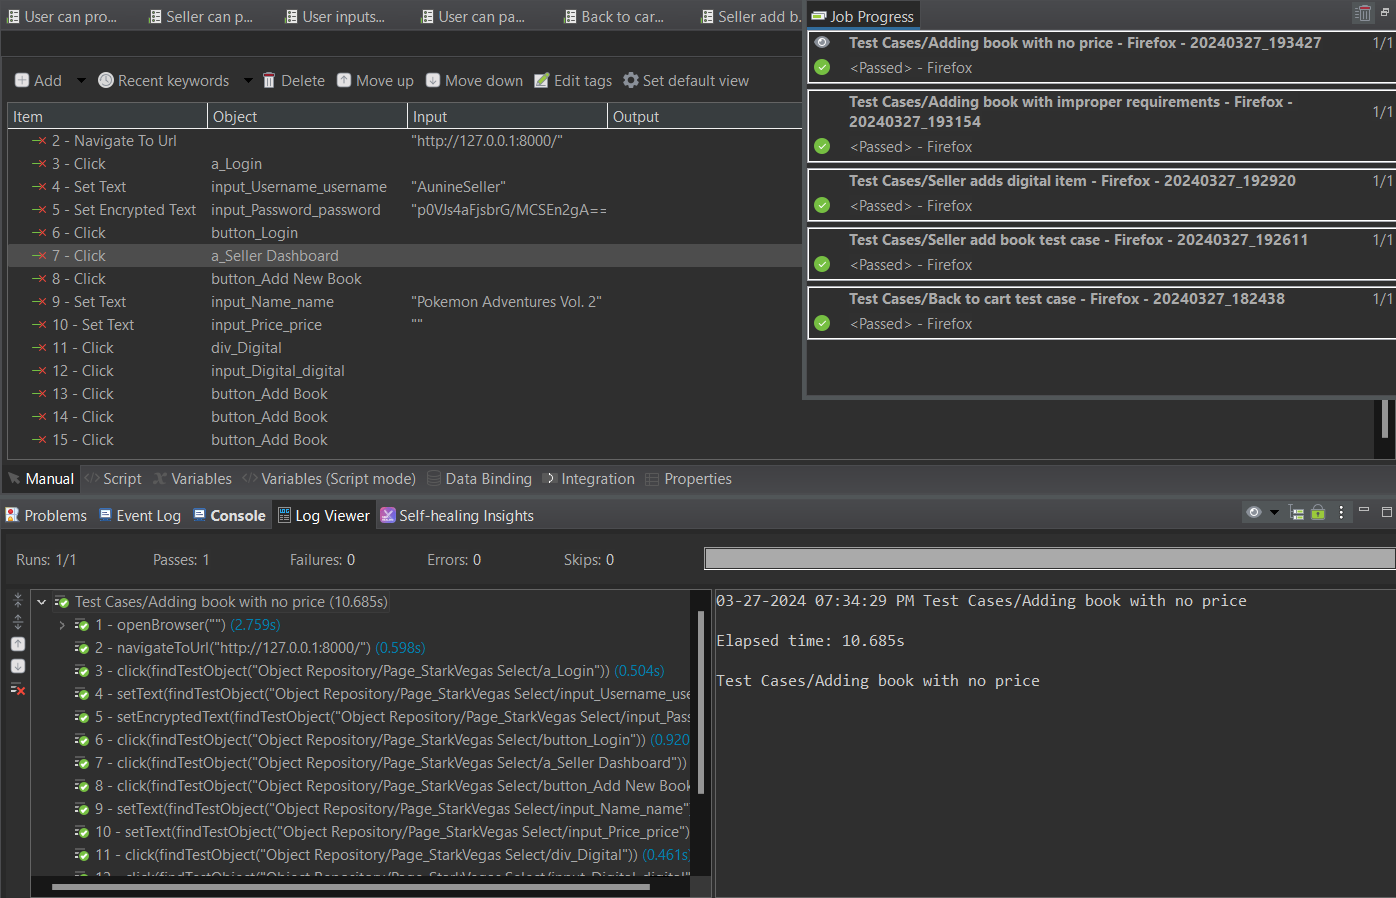 User can pro...
Seller can p...
User inputs...
User can pa...
Back to car...
Seller add b
Job Progress
Test Cases/Adding book with no price - Firefox - 20240327_193427
1/1
<Passed> - Firefox
Test Cases/Adding book with improper requirements - Firefox -
20240327_193154
1/1
<Passed> - Firefox
Test Cases/Seller adds digital item - Firefox - 20240327_192920
1/1
<Passed> - Firefox
Test Cases/Seller add book test case - Firefox - 20240327_192611
1/1
<Passed> - Firefox
Test Cases/Back to cart test case - Firefox - 20240327_182438
1/1
<Passed> - Firefox
Add
Recent keywords
Delete
Move up
Move down
Edit tags
Set default view
Item Object Input Output
2 - Navigate To Url "http://127.0.0.1:8000/"
3 - Click a_Login
4 - Set Text input_Username_username "AunineSeller"
5 - Set Encrypted Text input_Password_password "p0VJs4aFjsbrG/MCSEn2gA==
6 - Click button_Login
7 - Click a_Seller Dashboard
8 - Click button_Add New Book
9 - Set Text input_Name_name "Pokemon Adventures Vol. 2"
10 - Set Text input_Price_price ""
11 - Click div_Digital
12 - Click input_Digital_digital
13 - Click button_Add Book
14 - Click button_Add Book
15 - Click button_Add Book
Manual Script Variables Variables (Script mode) Data Binding Integration Properties
Problems Event Log Console Log Viewer Self-healing Insights
Runs: 1/1 Passes: 1 Failures: 0 Errors: 0 Skips: 0
Test Cases/Adding book with no price (10.685s)
1 - openBrowser("") (2.759s)
2 - navigateToUrl("http://127.0.0.1:8000/") (0.598s)
3 - click(findTestObject("Object Repository/Page_StarkVegas Select/a_Login")) (0.504s)
4 - setText(findTestObject("Object Repository/Page_StarkVegas Select/input_Username_use
5 - setEncryptedText(findTestObject("Object Repository/Page_StarkVegas Select/input_Pas
6 - click(findTestObject("Object Repository/Page_StarkVegas Select/button_Login")) (0.920
7 - click(findTestObject("Object Repository/Page_StarkVegas Select/a_Seller Dashboard"))
8 - click(findTestObject("Object Repository/Page_StarkVegas Select/button_Add New Book
9 - setText(findTestObject("Object Repository/Page_StarkVegas Select/input_Name_name"
10 - setText(findTestObject("Object Repository/Page_StarkVegas Select/input_Price_price")
11 - click(findTestObject("Object Repository/Page_StarkVegas Select/div_Digital")) (0.461s
12 - click(findTestObject("Object Repository/Page_StarkVegas Select/input_Digital_digital"
03-27-2024 07:34:29 PM Test Cases/Adding book with no price
Elapsed time: 10.685s
Test Cases/Adding book with no price